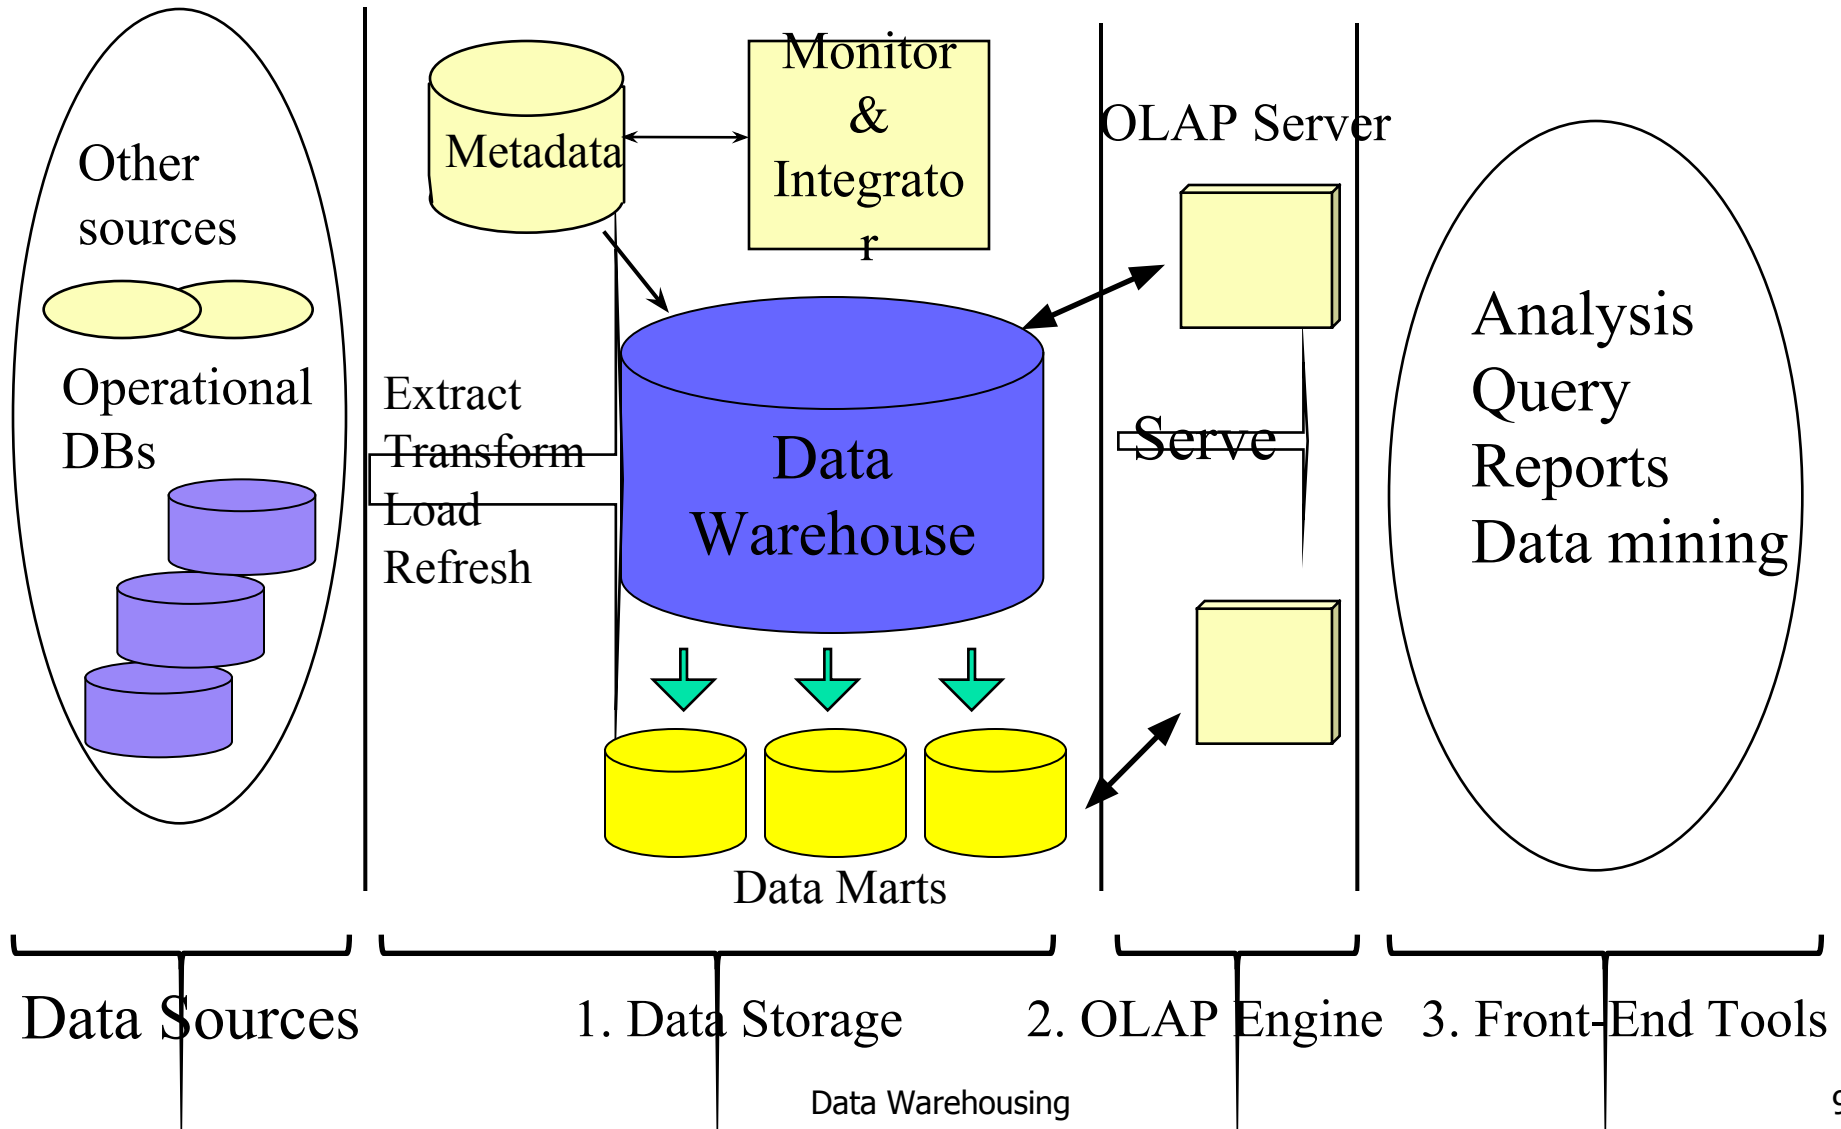 Other
sources
Operational
DBs
Extract
Transform
Load
Refresh
Metadata
Monitor
&
Integrato
r
Data
Warehouse
Data Marts
OLAP Server
Serve
Analysis
Query
Reports
Data mining
Data Sources
1. Data Storage
2. OLAP Engine
3. Front-End Tools
Data Warehousing
9